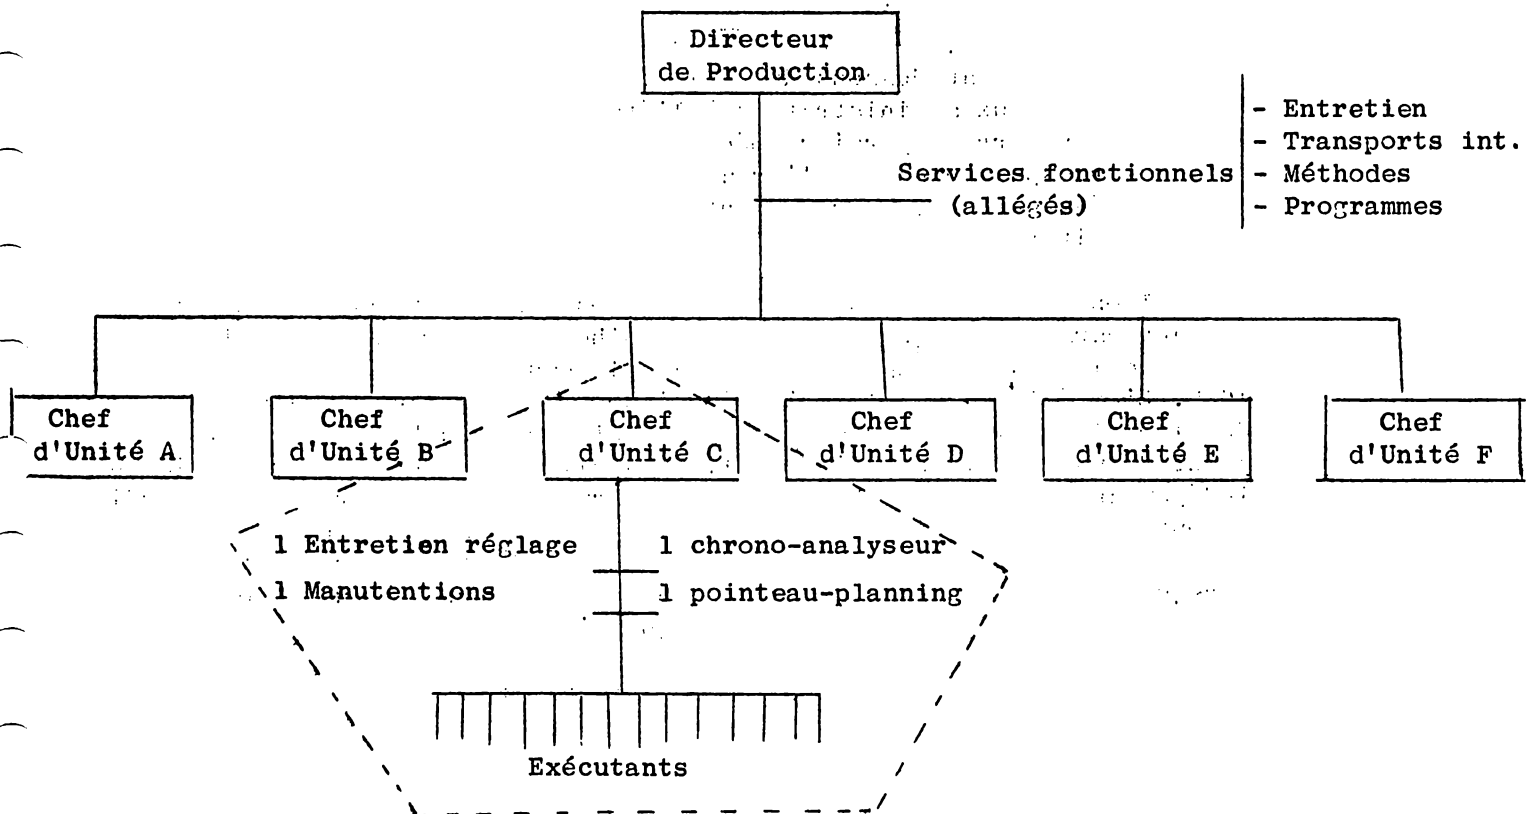 Directeur
de Production
- Entretien
- Transports int.
Services fonctionnels
- Méthodes
(allégés)
- Programmes
Chef
d'Unité A
Chef
d'Unité B
Chef
d'Unité C
Chef
d'Unité D
Chef
d'Unité E
Chef
d'Unité F
1 Entretien réglage
1 chrono-analyseur
1 Manutentions
1 pointeau-planning
Exécutants